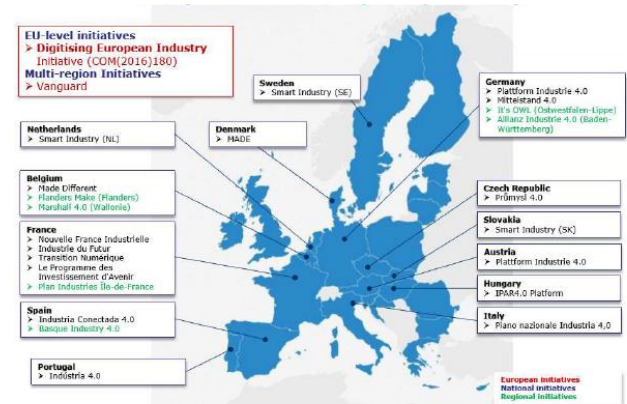 EU-level initiatives
➢ Digitising European Industry
Initiative (COM(2016)180)
Multi-region Initiatives
➢ Vanguard
Sweden
➢ Smart Industry (SE)
Germany
➢ Plattform Industrie 4.0
➢ Mittelstand 4.0
➢ It's OWL (Ostwestfalen-Lippe)
➢ Allianz Industrie 4.0 (Baden-
Württemberg)
Netherlands
➢ Smart Industry (NL)
Denmark
➢ MADE
Belgium
➢ Made Different
➢ Flanders Make (Flanders)
➢ Marshall 4.0 (Wallonie)
Czech Republic
➢ Průmysl 4.0
Slovakia
➢ Smart Industry (SK)
France
➢ Nouvelle France Industrielle
➢ Industrie du Futur
➢ Transition Numérique
➢ Le Programme des
Investissement d'Avenir
➢ Plan Industries Île-de-France
Austria
➢ Plattform Industrie 4.0
Hungary
➢ IPAR4.0 Platform
Spain
➢ Industria Conectada 4.0
➢ Basque Industry 4.0
Italy
➢ Piano nazionale Industria 4,0
Portugal
➢ Indústria 4.0
European initiatives
National initiatives
Regional initiatives